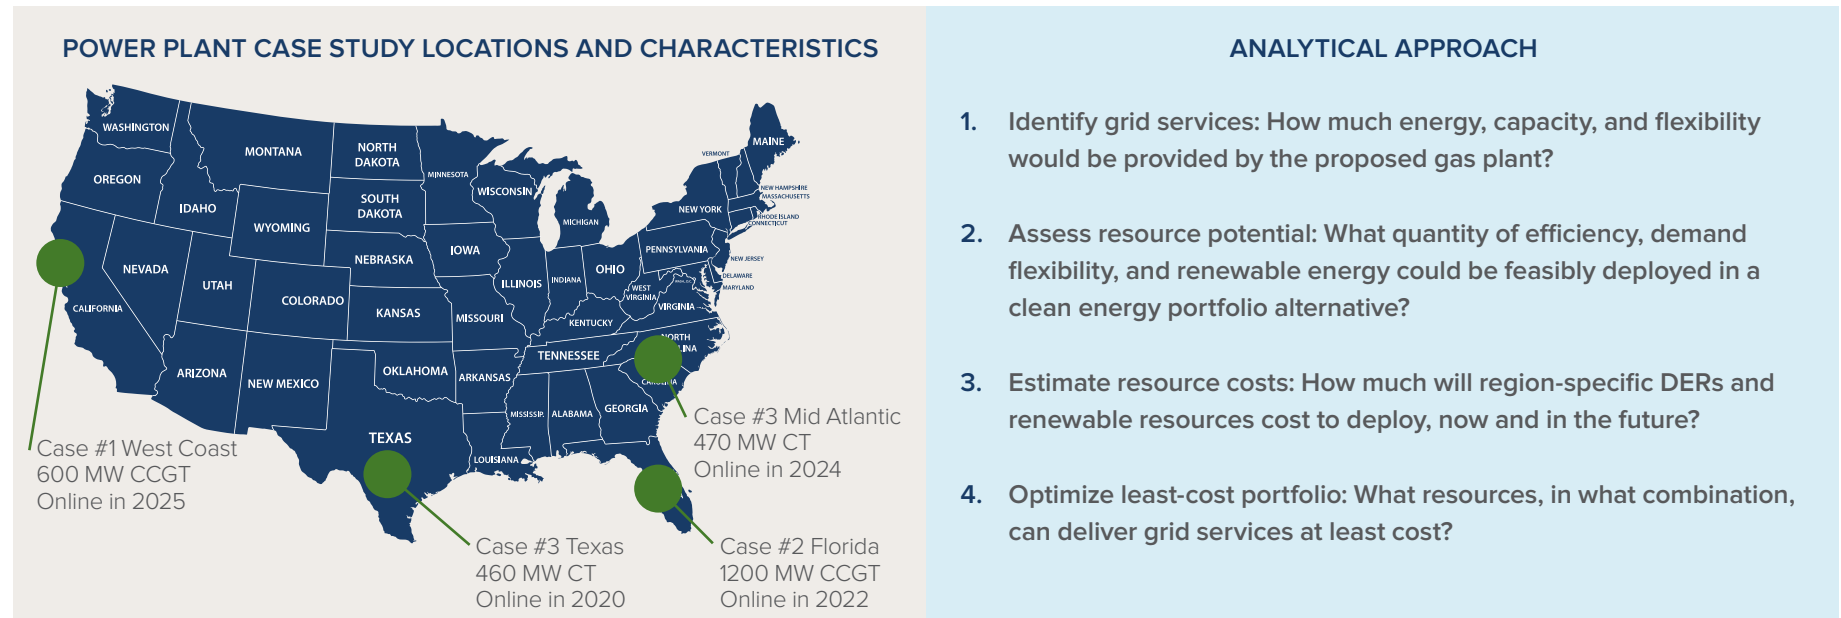 POWER PLANT CASE STUDY LOCATIONS AND CHARACTERISTICS
WASHINGTON
MONTANA
NORTH
DAKOTA
MINNESOTA
OREGON
IDAHO
SOUTH
DAKOTA
WISCONSIN
WYOMING
MICHIGAN
VERMONT
MAINE
NEW HAMPSHIRE
MASSACHUSETTS
NEW YORK
RHODE ISLAND
CONNECTICUT
IOWA
NEBRASKA
NEVADA
UTAH
COLORADO
ILLINOIS
INDIANA
OHIO
PENNSYLVANIA
NEW JERSEY
DELAWARE
MARYLAND
WEST
VIRGINIA
VIRGINIA
CALIFORNIA
KANSAS
MISSOURI
KENTUCKY
NORTH
LINA
TENNESSEE
ARIZONA
NEW MEXICO
OKLAHOMA
ARKANSAS
CAROLINA
MISSISSIP.
ALABAMA
GEORGIA
TEXAS
LOUISIANA
Case #1 West Coast
600 MW CCGT
Online in 2025
Case #3 Mid Atlantic
470 MW CT
Online in 2024
Case #3 Texas
460 MW CT
Online in 2020
Case #2 Florida
1200 MW CCGT
Online in 2022
ANALYTICAL APPROACH
1. Identify grid services: How much energy, capacity, and flexibility
would be provided by the proposed gas plant?
2. Assess resource potential: What quantity of efficiency, demand
flexibility, and renewable energy could be feasibly deployed in a
clean energy portfolio alternative?
3. Estimate resource costs: How much will region-specific DERs and
renewable resources cost to deploy, now and in the future?
4. Optimize least-cost portfolio: What resources, in what combination,
can deliver grid services at least cost?